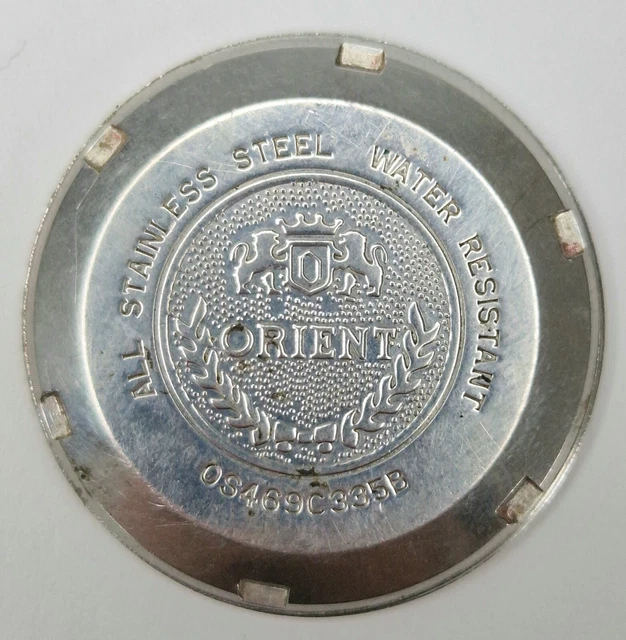 ALL STAINLESS STEEL WATER RESISTANT
O
ORIENT
OS469C335B